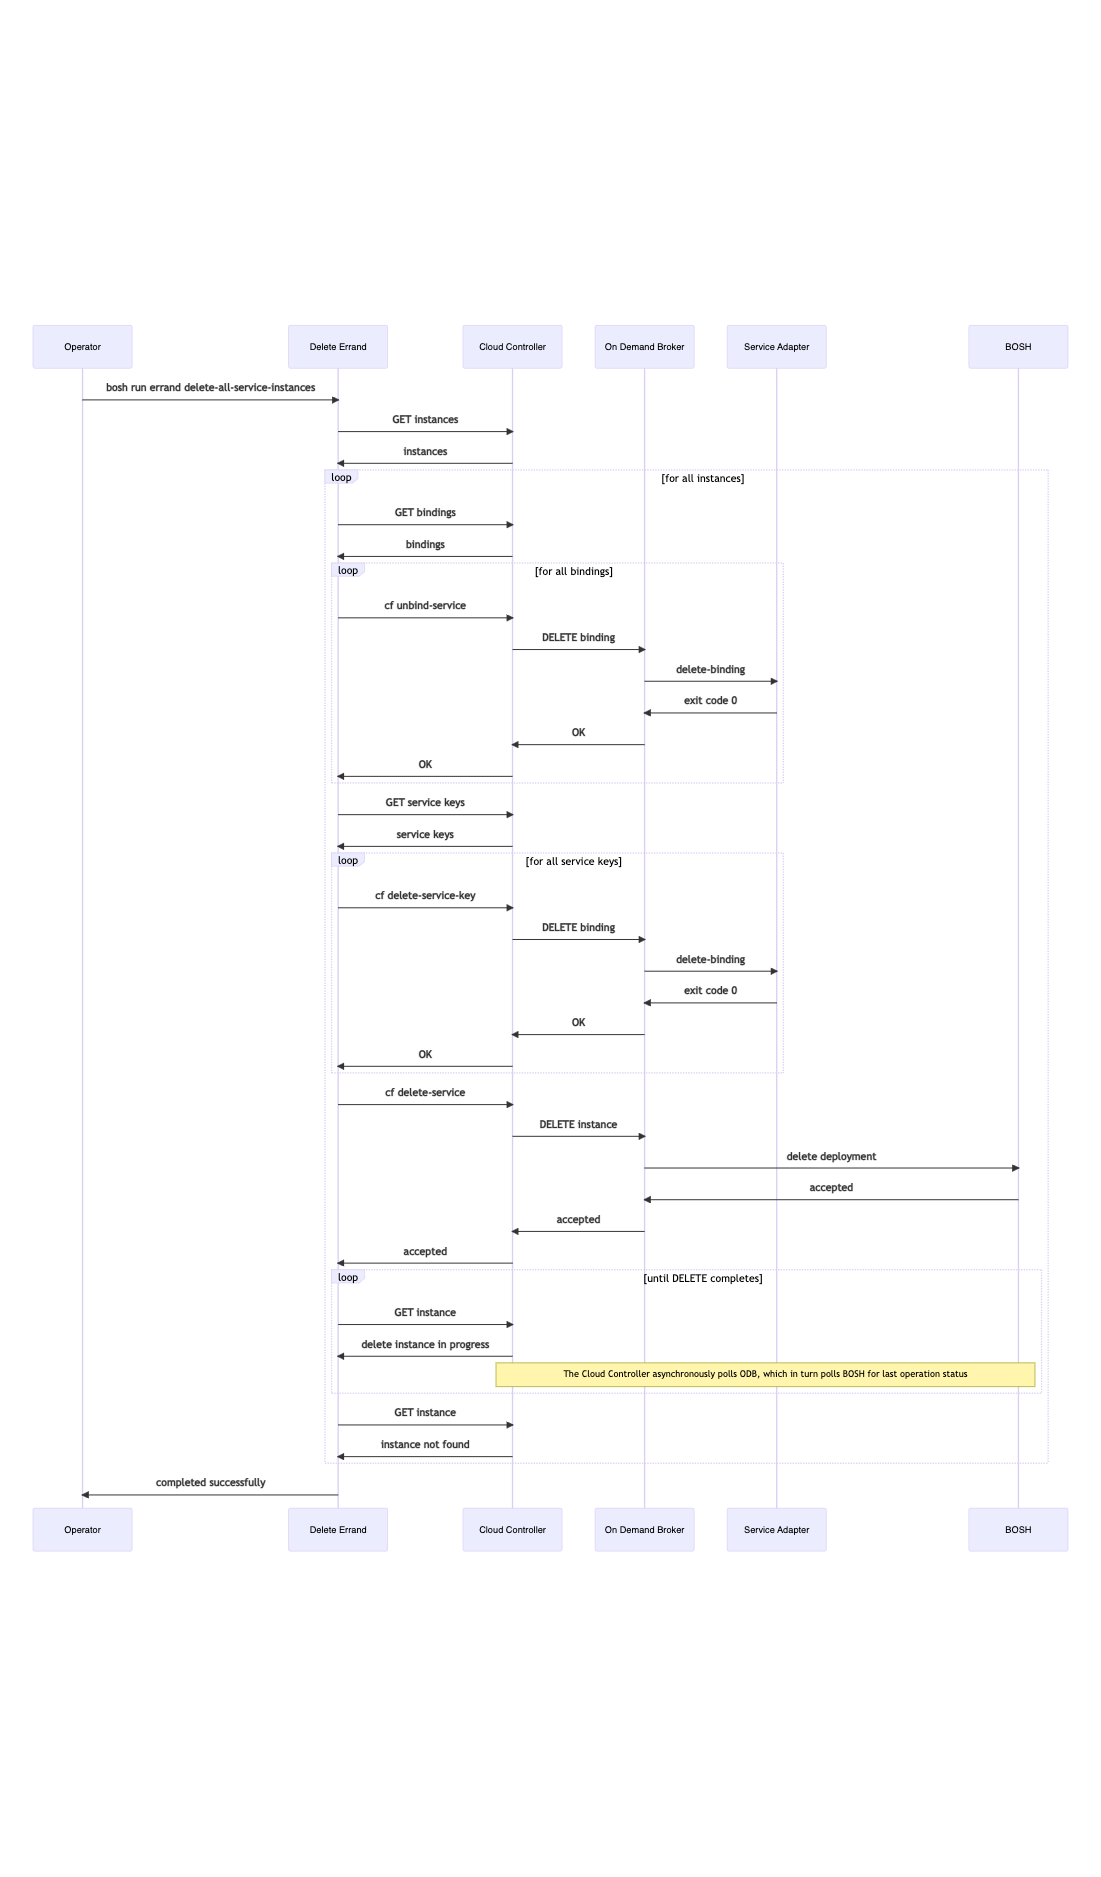 Operator
Delete Errand
Cloud Controller
On Demand Broker
Service Adapter
BOSH
bosh run errand delete-all-service-instances
GET instances
instances
loop
[for all instances]
GET bindings
bindings
loop
[for all bindings]
cf unbind-service
DELETE binding
delete-binding
exit code 0
OK
OK
GET service keys
service keys
loop
[for all service keys]
cf delete-service-key
DELETE binding
delete-binding
exit code 0
OK
OK
cf delete-service
DELETE instance
delete deployment
accepted
accepted
accepted
loop
[until DELETE completes]
GET instance
delete instance in progress
The Cloud Controller asynchronously polls ODB, which in turn polls BOSH for last operation status
GET instance
instance not found
completed successfully
Operator
Delete Errand
Cloud Controller
On Demand Broker
Service Adapter
BOSH